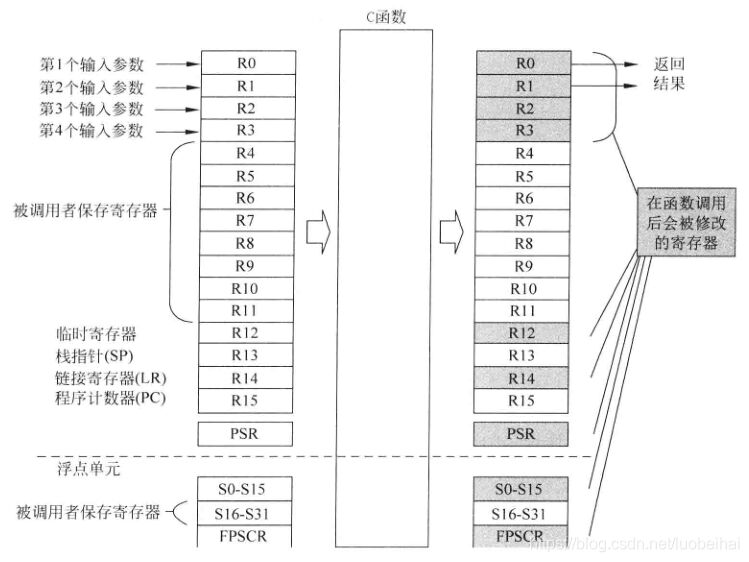 C函数
第1个输入参数 R0 R0 返回
第2个输入参数 R1 R1 结果
第3个输入参数 R2 R2
第4个输入参数 R3 R3
R4 R4
R5 R5
R6 R6
被调用者保存寄存器 R7 R7
R8 R8
R9 R9
R10 R10
R11 R11
在函数调用
后会被修改
的寄存器
临时寄存器 R12 R12
栈指针(SP) R13 R13
链接寄存器(LR) R14 R14
程序计数器(PC) R15 R15
PSR PSR
浮点单元
S0-S15 S0-S15
被调用者保存寄存器 S16-S31 S16-S31
FPSCR FPSCR
https://blog.csdn.net/luobeihai